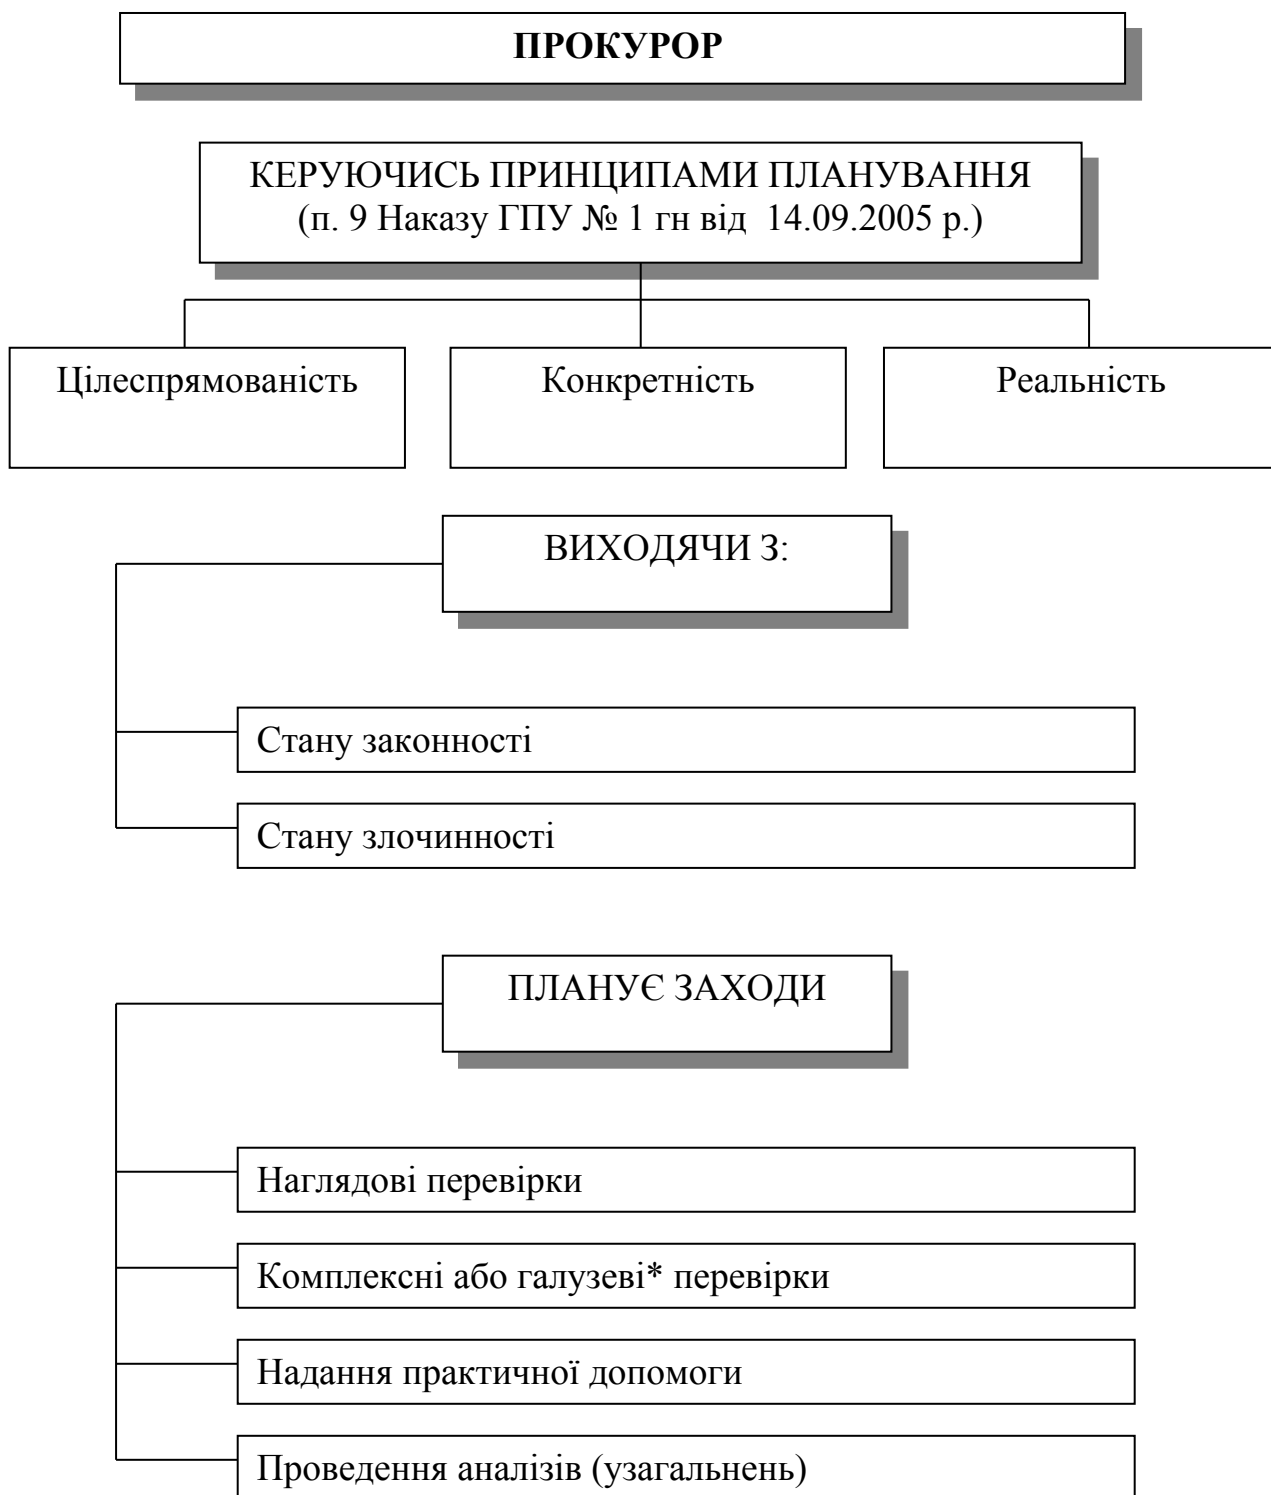 ПРОКУРОР
КЕРУЮЧИСЬ ПРИНЦИПАМИ ПЛАНУВАННЯ
(п. 9 Наказу ГПУ № 1 гн від 14.09.2005 р.)
Цілеспрямованість
Конкретність
Реальність
ВИХОДЯЧИ З:
Стану законності
Стану злочинності
ПЛАНУЄ ЗАХОДИ
Наглядові перевірки
Комплексні або галузеві* перевірки
Надання практичної допомоги
Проведення аналізів (узагальнень)